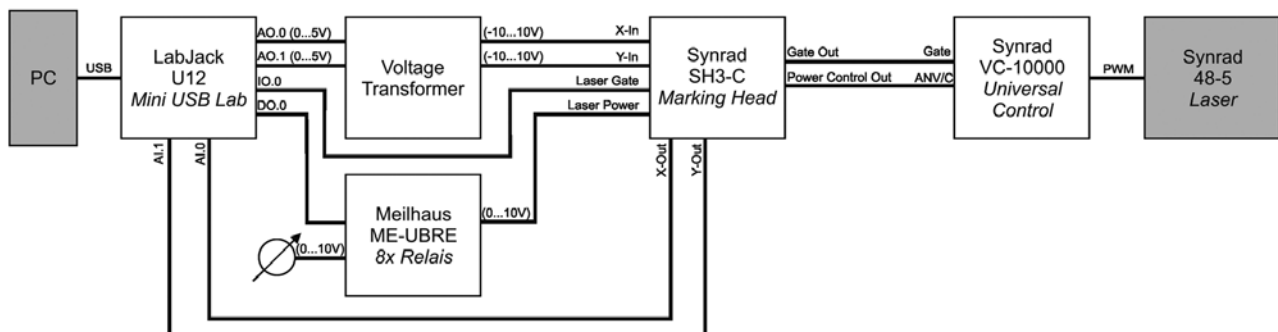 PC
USB
LabJack
U12
Mini USB Lab
AO.0 (0...5V)
AO.1 (0...5V)
IO.0
DO.0
AI.1
AI.0
Voltage
Transformer
(-10...10V)
(-10...10V)
X-In
Y-In
Laser Gate
Laser Power
Meilhaus
ME-UBRE
8x Relais
(0...10V)
(0...10V)
Synrad
SH3-C
Marking Head
X-Out
Y-Out
Gate Out
Gate
Power Control Out
ANV/C
Synrad
VC-10000
Universal
Control
PWM
Synrad
48-5
Laser